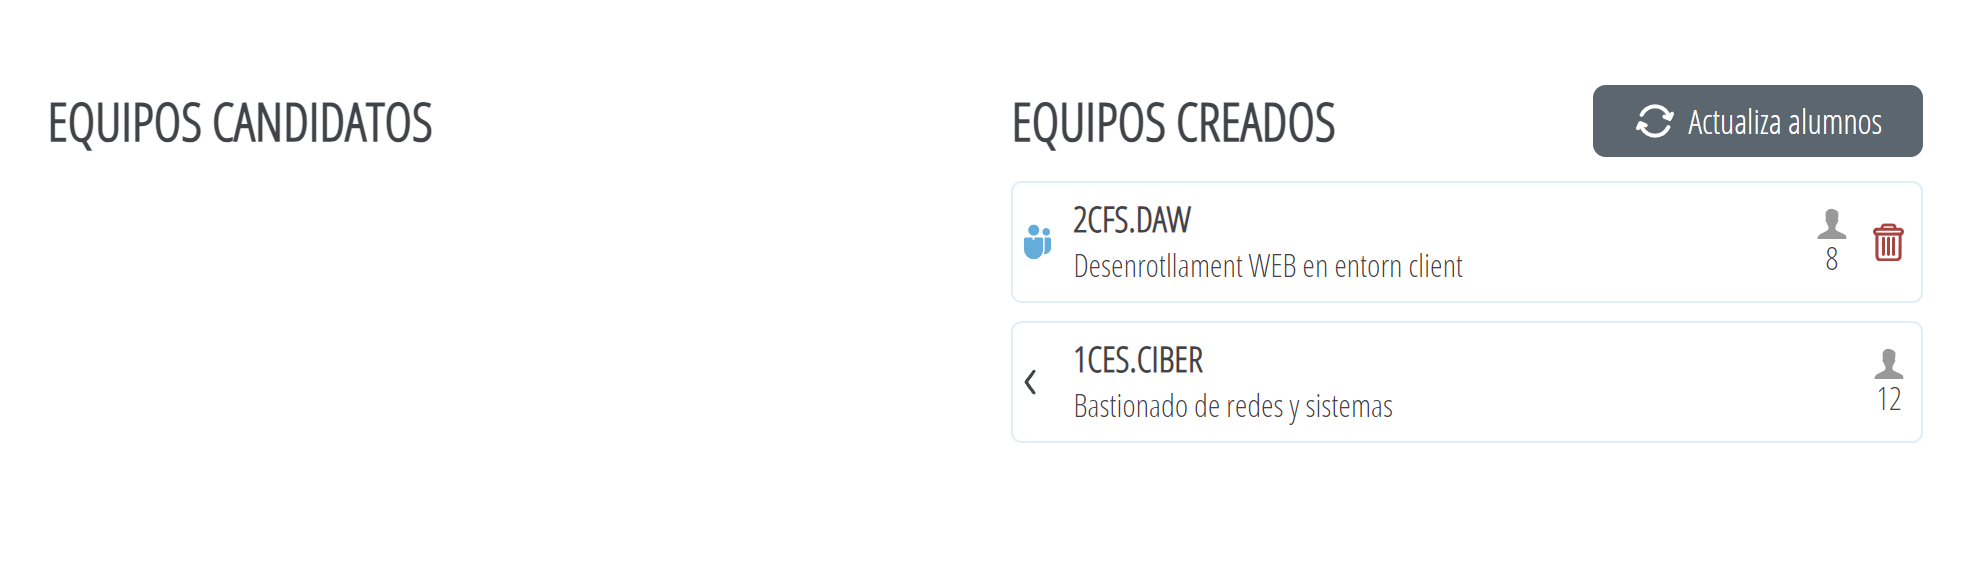 EQUIPOS CANDIDATOS
EQUIPOS CREADOS
Actualiza alumnos
2CFS.DAW
Desenrotllament WEB en entorn client
8
1CES.CIBER
Bastionado de redes y sistemas
12